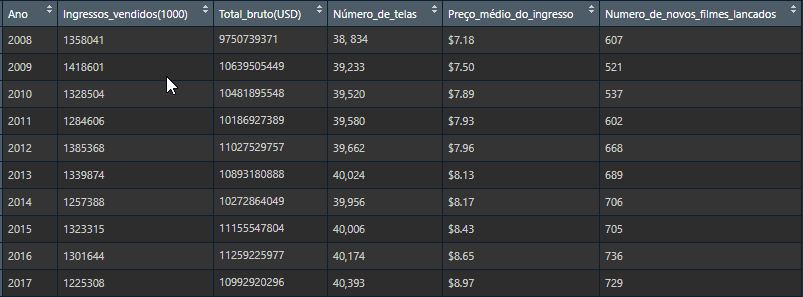 Ano Ingressos_vendidos(1000) Total_bruto(USD) Número_de_telas Preço_médio_do_ingresso Numero_de_novos_filmes_lancados
2008 1358041 9750739371 38, 834 $7.18 607
2009 1418601 10639505449 39,233 $7.50 521
2010 1328504 10481895548 39,520 $7.89 537
2011 1284606 10186927389 39,580 $7.93 602
2012 1385368 11027529757 39,662 $7.96 668
2013 1339874 10893180888 40,024 $8.13 689
2014 1257388 10272864049 39,956 $8.17 706
2015 1323315 11155547804 40,006 $8.43 705
2016 1301644 11259225977 40,174 $8.65 736
2017 1225308 10992920296 40,393 $8.97 729